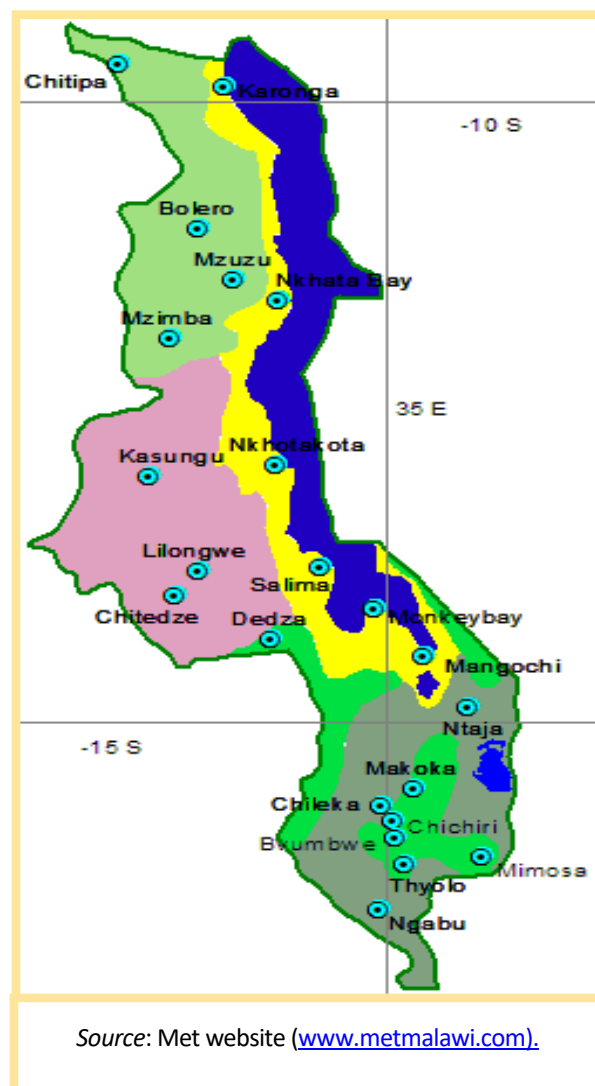 Chitipa
Karonga
-10 S
Bolero
Mzuzu
Nkhata Bay
Mzimba
35 E
Nkhotakota
Kasungu
Lilongwe
Salima
Chitedze
Dedza
Monkeybay
Mangochi
Ntaja
-15 S
Makoka
Chileka
Chichiri
Bvumbwe
Mimosa
Thyolo
Ngabu
Source: Met website (www.metmalawi.com).